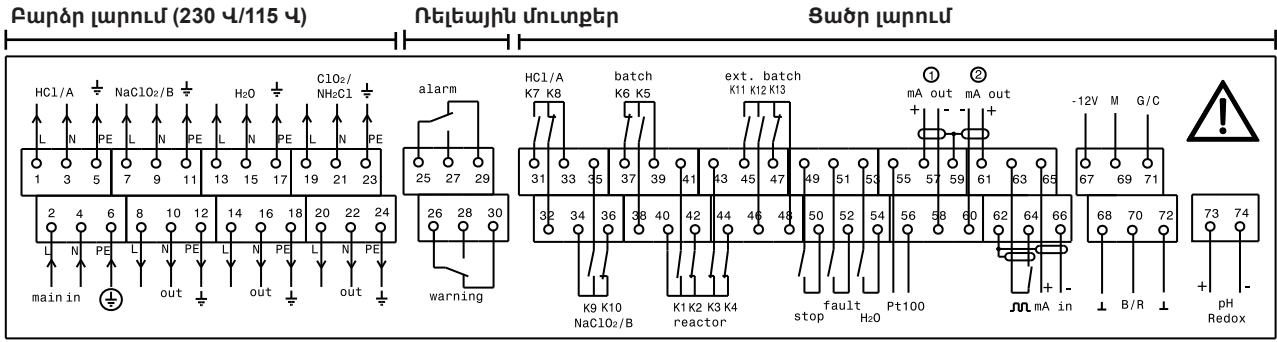 Բարձր լարում (230 Վ/115 Վ) Ռելեային մուտքեր Ցածր լարում
HCl/A NaClO₂/B H₂O ClO₂/
NH₂Cl
L N PE L N PE L N PE L N PE
1 3 5 7 9 11 13 15 17 19 21 23
2 4 6 8 10 12 14 16 18 20 22 24
L N PE L N PE L N PE L N PE
main in out out out
alarm
25 27 29
26 28 30
warning
HCl/A batch ext. batch ① ②
K7 K8 K6 K5 K11 K12 K13 mA out mA out
+ - - +
31 33 35 37 39 41 43 45 47 49 51 53 55 57 59 61 63 65
32 34 36 38 40 42 44 46 48 50 52 54 56 58 60 62 64 66
K9 K10 K1 K2 K3 K4
NaClO₂/B reactor
stop fault H₂O Pt100
mA in
+ -
-12V M G/C
67 69 71
68 70 72
⊥ B/R ⊥
73 74
+ -
pH
Redox